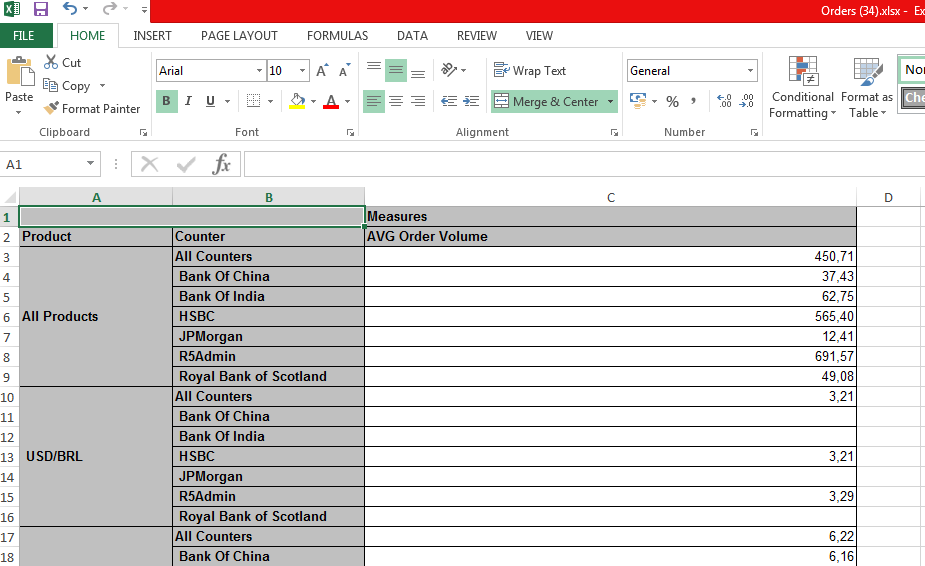 Orders (34).xlsx - Ex
FILE HOME INSERT PAGE LAYOUT FORMULAS DATA REVIEW VIEW
Paste
Cut
Copy
Format Painter
Clipboard
Arial 10 A A
B I U A
Font
Wrap Text
Merge & Center
Alignment
General
% , .0 .00 .00 .0
Number
Conditional
Formatting
Format as
Table
Nor
Che
A1 fx
A B C D
1 Measures
2 Product Counter AVG Order Volume
3 All Counters 450,71
4 Bank Of China 37,43
5 Bank Of India 62,75
6 All Products HSBC 565,40
7 JPMorgan 12,41
8 R5Admin 691,57
9 Royal Bank of Scotland 49,08
10 All Counters 3,21
11 Bank Of China
12 Bank Of India
13 USD/BRL HSBC 3,21
14 JPMorgan
15 R5Admin 3,29
16 Royal Bank of Scotland
17 All Counters 6,22
18 Bank Of China 6,16